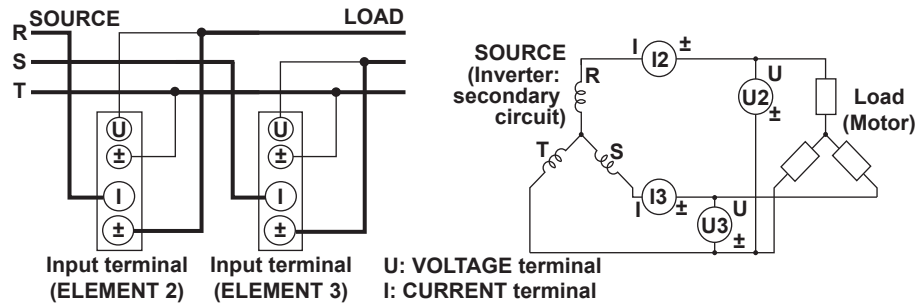 SOURCE
LOAD
R
S
T
U
±
I
±
U
±
I
±
Input terminal
(ELEMENT 2)
Input terminal
(ELEMENT 3)
U: VOLTAGE terminal
I: CURRENT terminal
SOURCE
(Inverter:
secondary
circuit)
R
T
S
I
I2
±
U
U2
±
I
I3
±
U
U3
±
Load
(Motor)